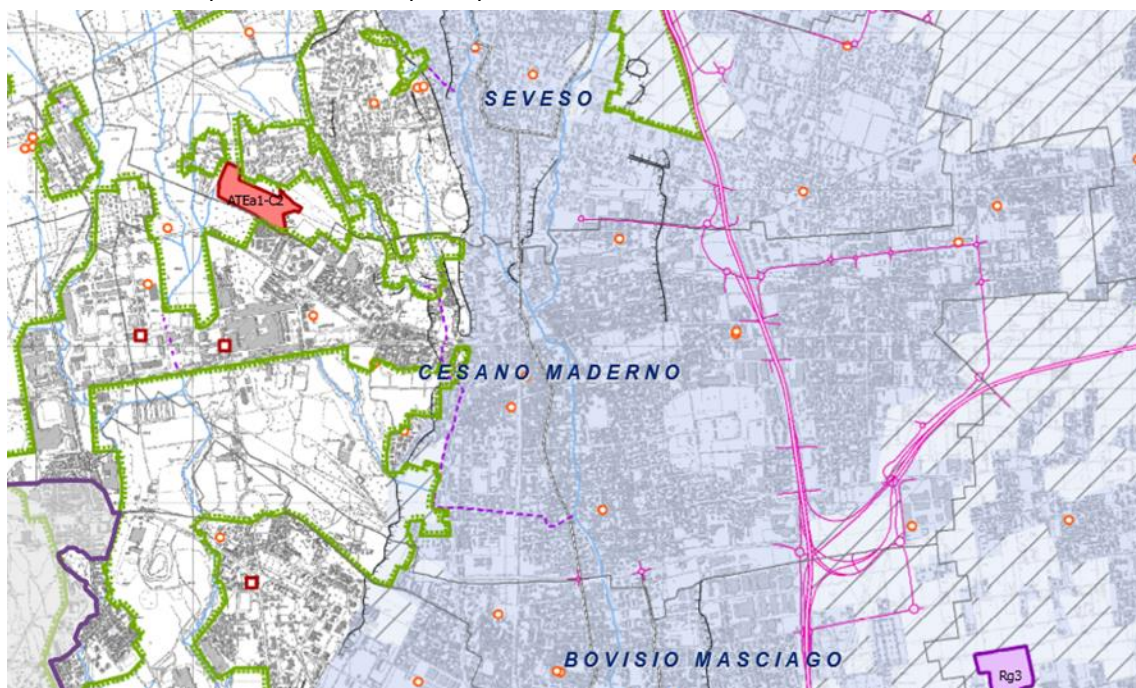 SEVESO
ATEa1-C2
CESANO MADERNO
BOVISIO MASCIAGO
Rg3